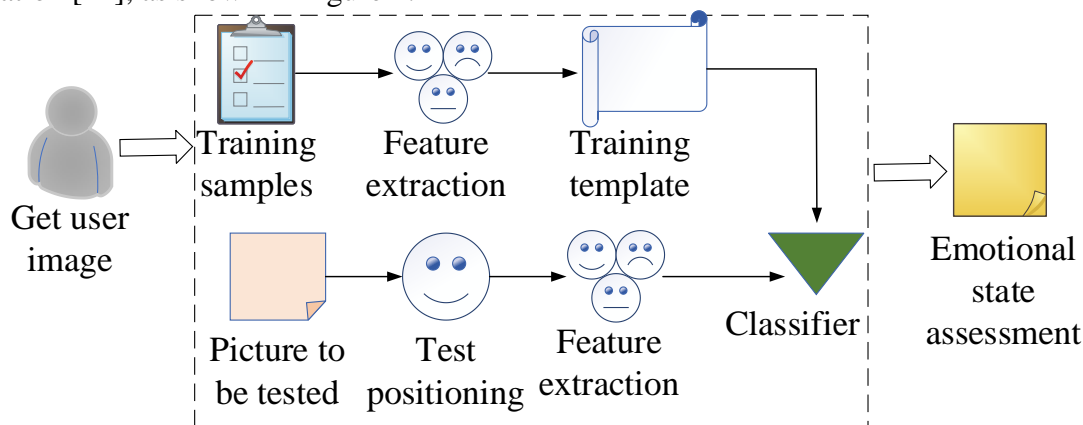 Training
samples
Feature
extraction
Training
template
Get user
image
Picture to
be tested
Test
positioning
Feature
extraction
Classifier
Emotional
state
assessment